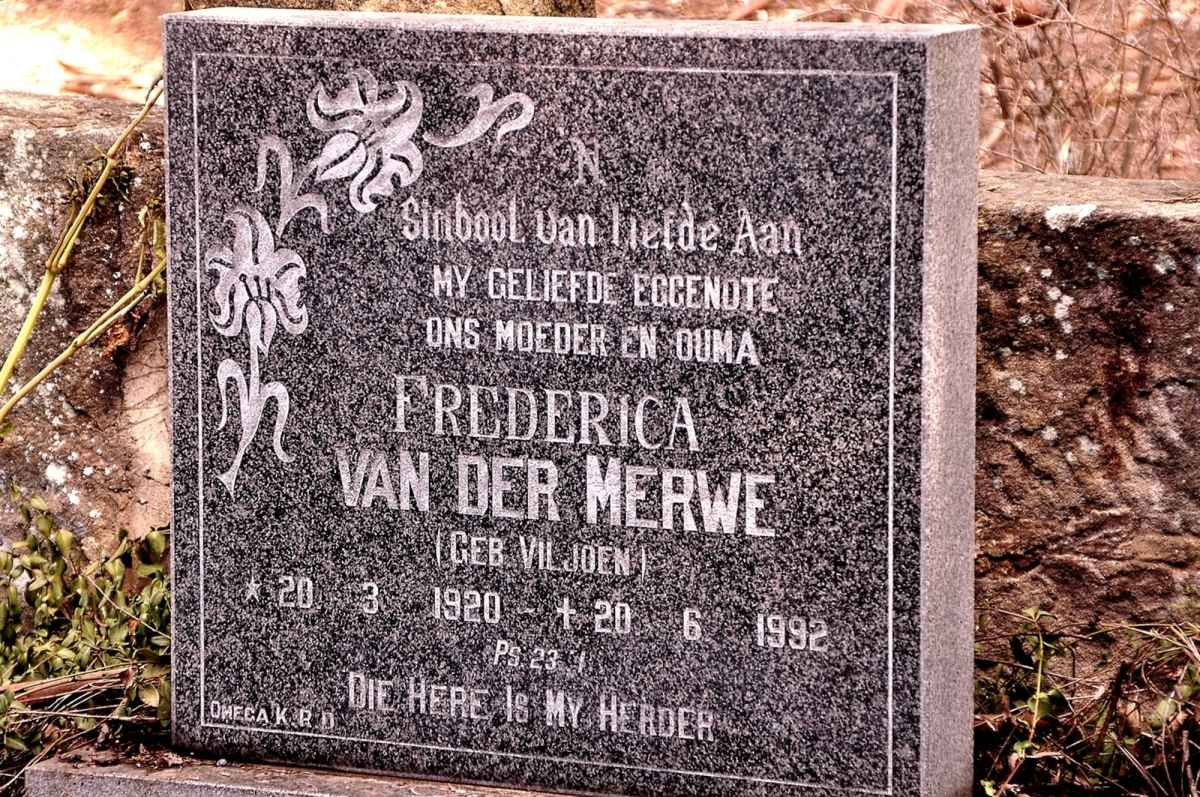 'N
Simbool van liefde Aan
MY GELIEFDE EGGENOTE
ONS MOEDER EN OUMA
FREDERICA
VAN DER MERWE
(GEB VILJOEN)
* 20 3 1920 - + 20 6 1992
PS 23 1
DIE HERE IS MY HERDER
OMEGA K.R.D